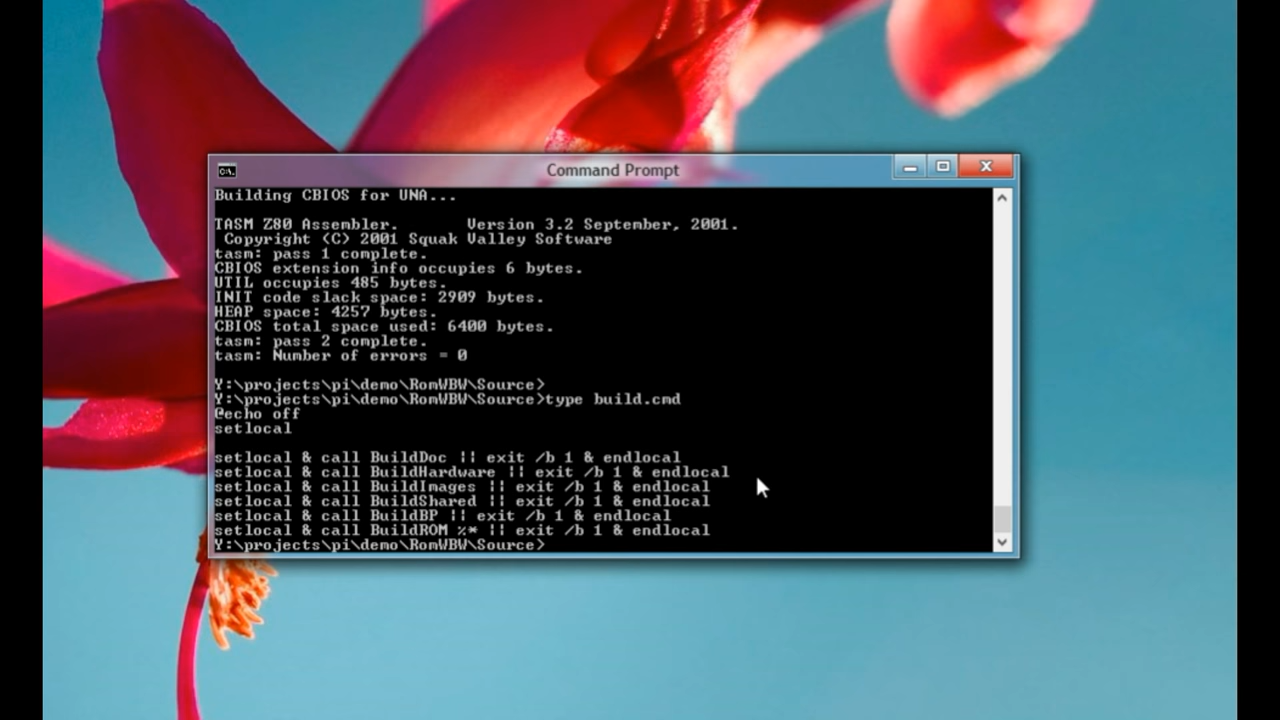 Command Prompt
Building CBIOS for UNA...
TASM Z80 Assembler.       Version 3.2 September, 2001.
 Copyright (C) 2001 Squak Valley Software
tasm: pass 1 complete.
CBIOS extension info occupies 6 bytes.
UTIL occupies 485 bytes.
INIT code slack space: 2909 bytes.
HEAP space: 4257 bytes.
CBIOS total space used: 6400 bytes.
tasm: pass 2 complete.
tasm: Number of errors = 0
Y:\projects\pi\demo\RomWBW\Source>
Y:\projects\pi\demo\RomWBW\Source>type build.cmd
@echo off
setlocal
setlocal & call BuildDoc || exit /b 1 & endlocal
setlocal & call BuildHardware || exit /b 1 & endlocal
setlocal & call BuildImages || exit /b 1 & endlocal
setlocal & call BuildShared || exit /b 1 & endlocal
setlocal & call BuildBP || exit /b 1 & endlocal
setlocal & call BuildROM %* || exit /b 1 & endlocal
Y:\projects\pi\demo\RomWBW\Source>